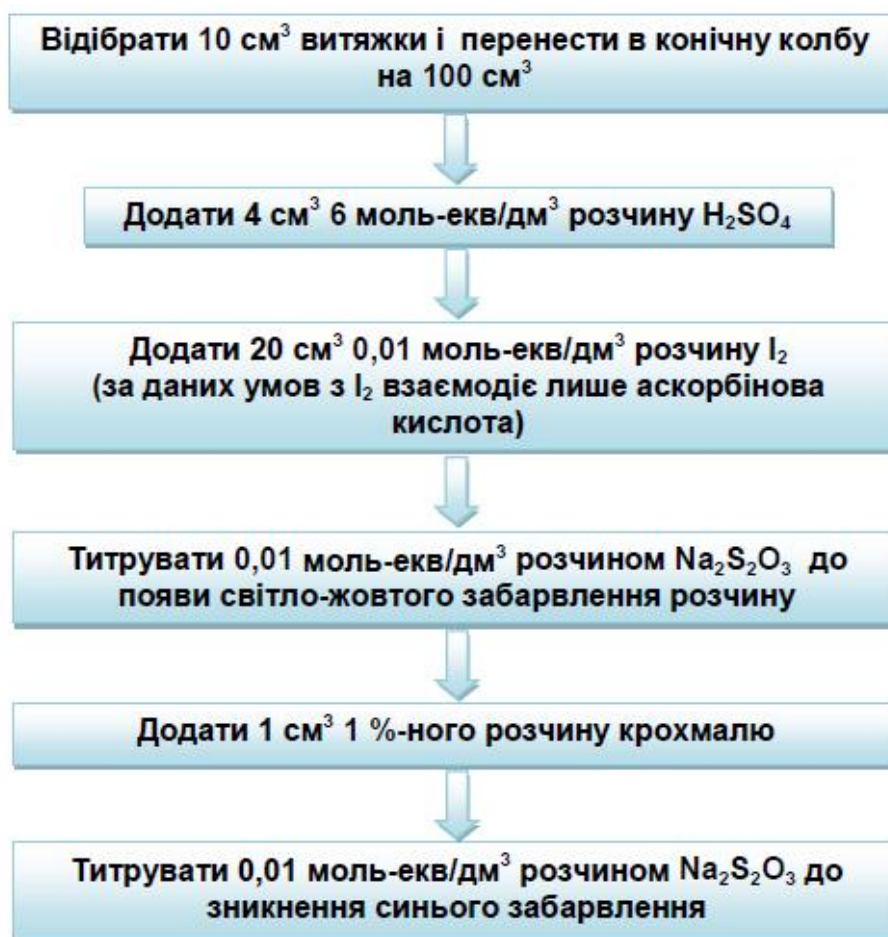 Відібрати 10 см³ витяжки і перенести в конічну колбу
на 100 см³
Додати 4 см³ 6 моль-екв/дм³ розчину H₂SO₄
Додати 20 см³ 0,01 моль-екв/дм³ розчину I₂
(за даних умов з I₂ взаємодіє лише аскорбінова
кислота)
Титрувати 0,01 моль-екв/дм³ розчином Na₂S₂O₃ до
появи світло-жовтого забарвлення розчину
Додати 1 см³ 1 %-ного розчину крохмалю
Титрувати 0,01 моль-екв/дм³ розчином Na₂S₂O₃ до
зникнення синього забарвлення